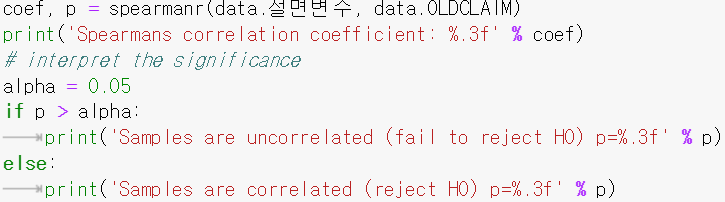 coef, p = spearmanr(data.설면변수, data.OLDCLAIM)
print('Spearmans correlation coefficient: %.3f' % coef)
# interpret the significance
alpha = 0.05
if p > alpha:
print('Samples are uncorrelated (fail to reject H0) p=%.3f' % p)
else:
print('Samples are correlated (reject H0) p=%.3f' % p)